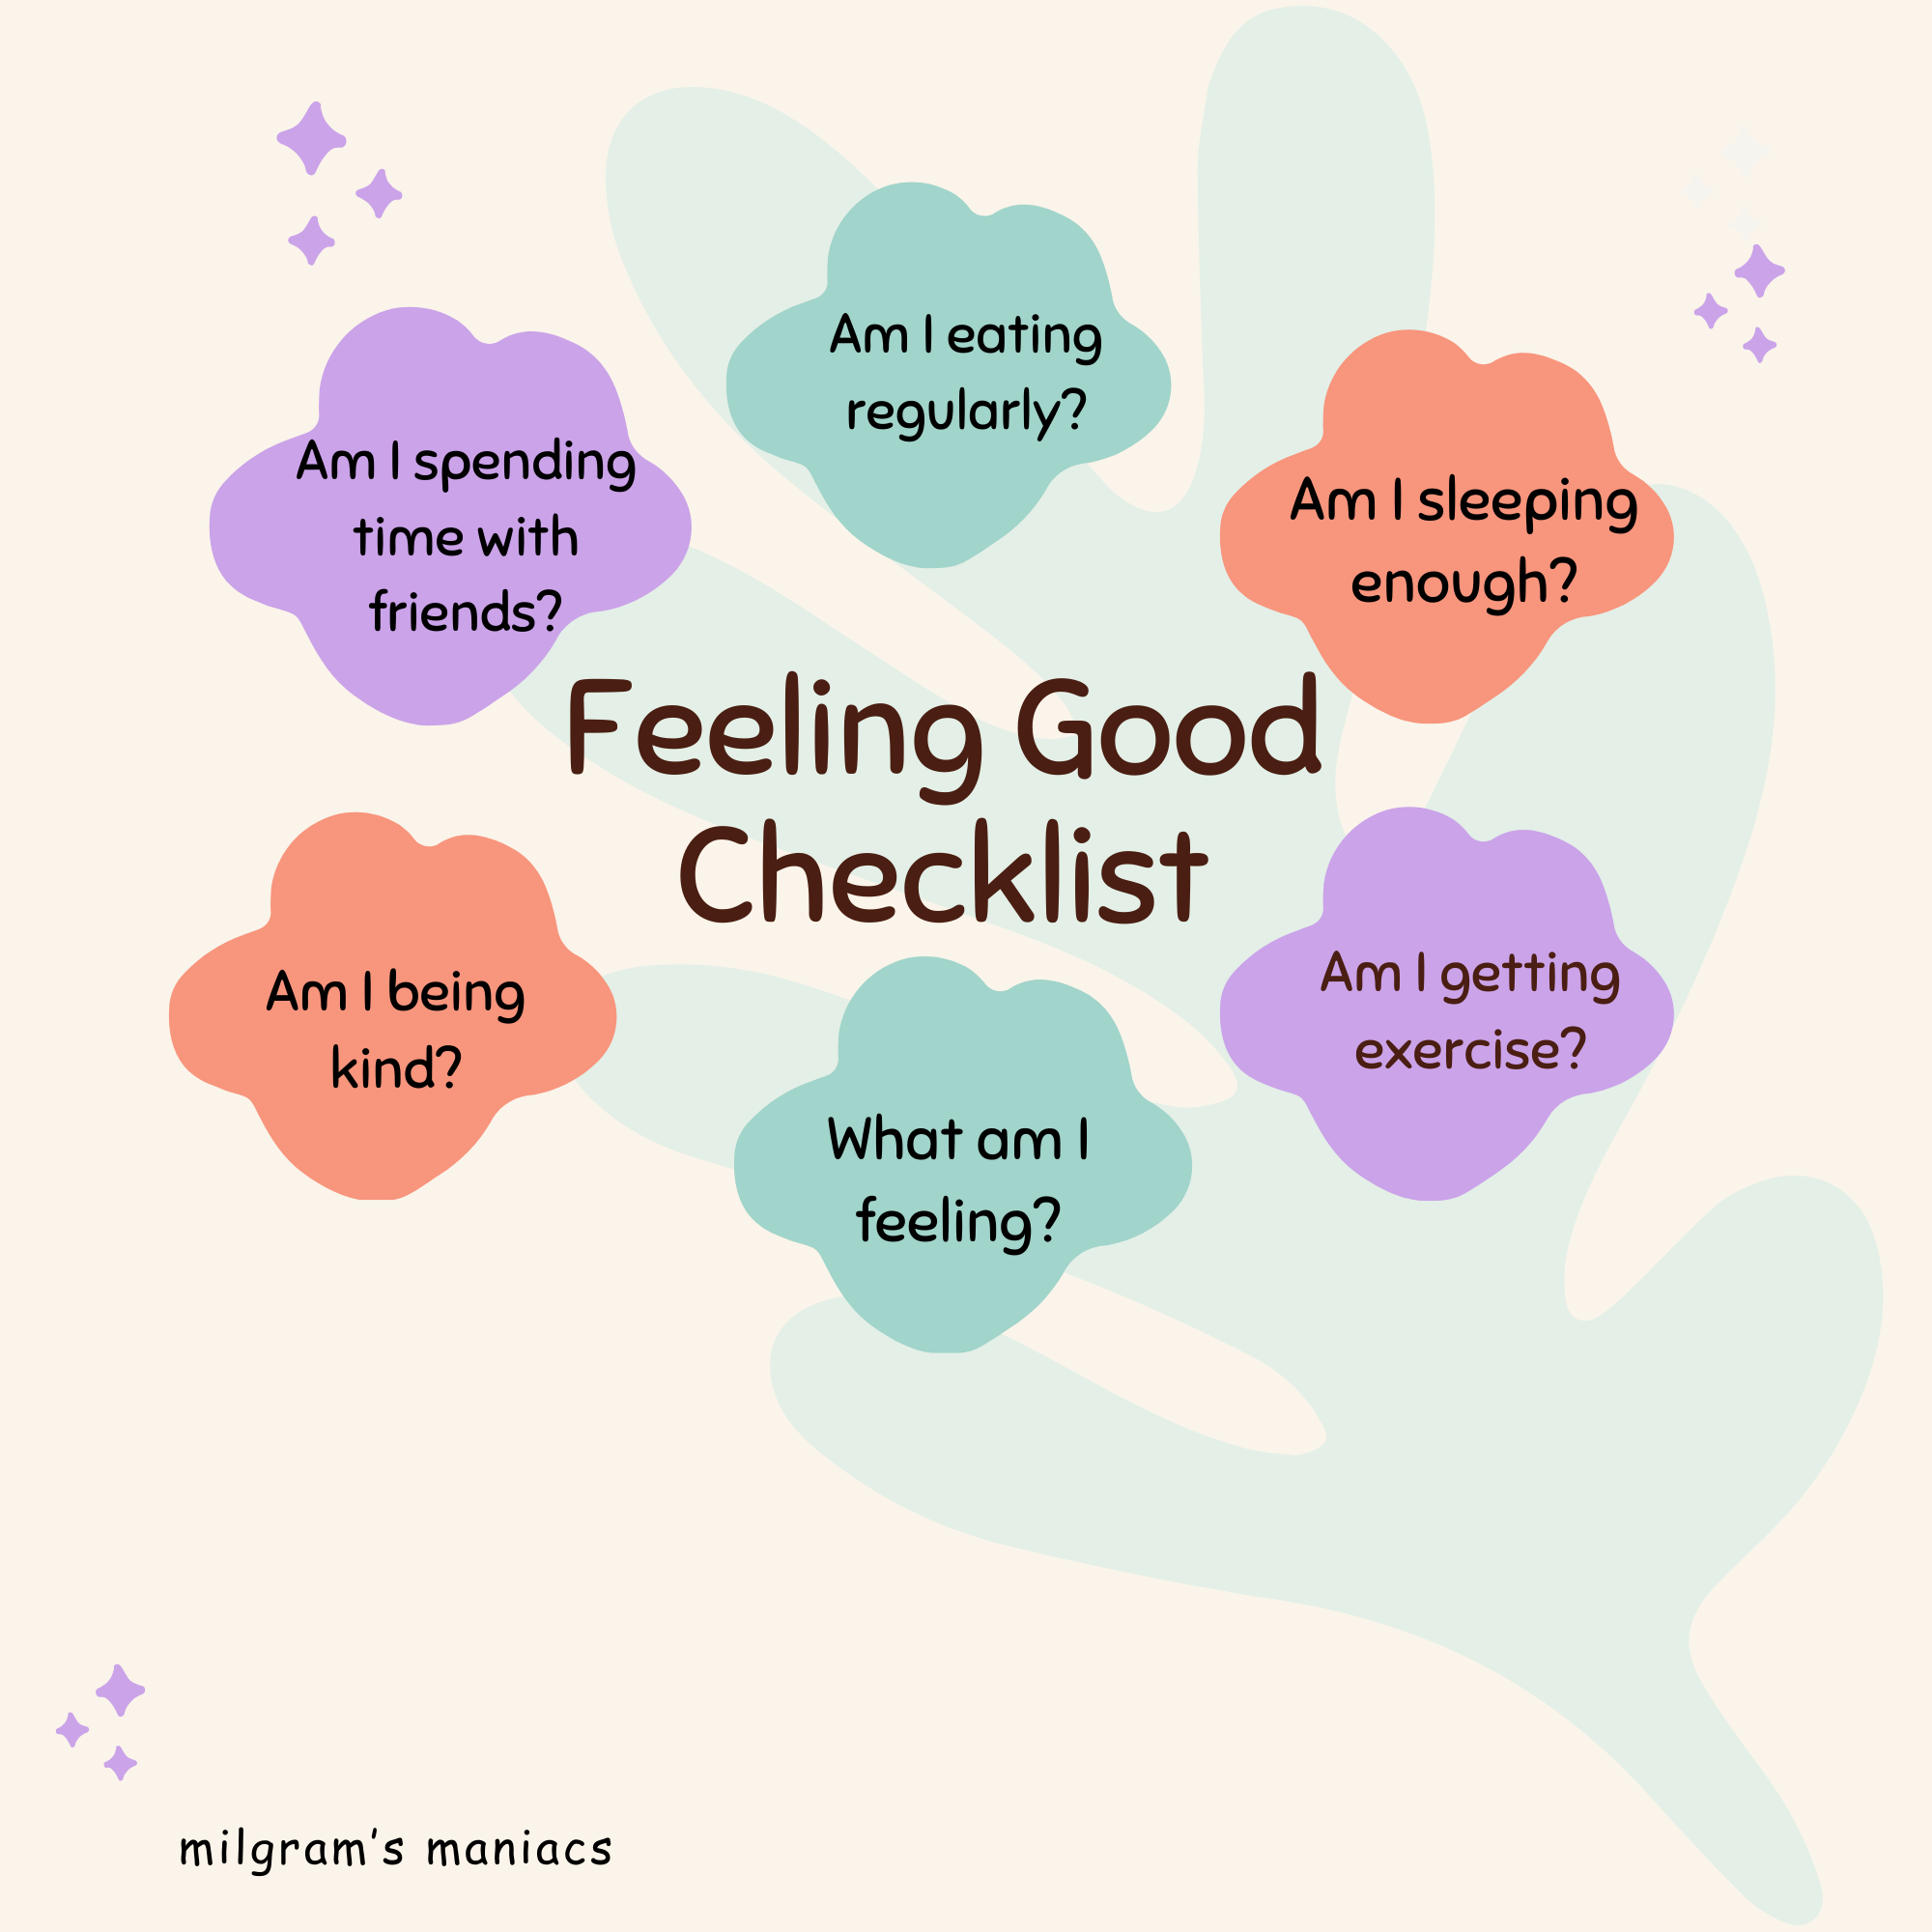 Am I eating
regularly?
Am I spending
time with
friends?
Am I sleeping
enough?
Feeling Good
Checklist
Am I being
kind?
Am I getting
exercise?
What am I
feeling?
milgram's maniacs